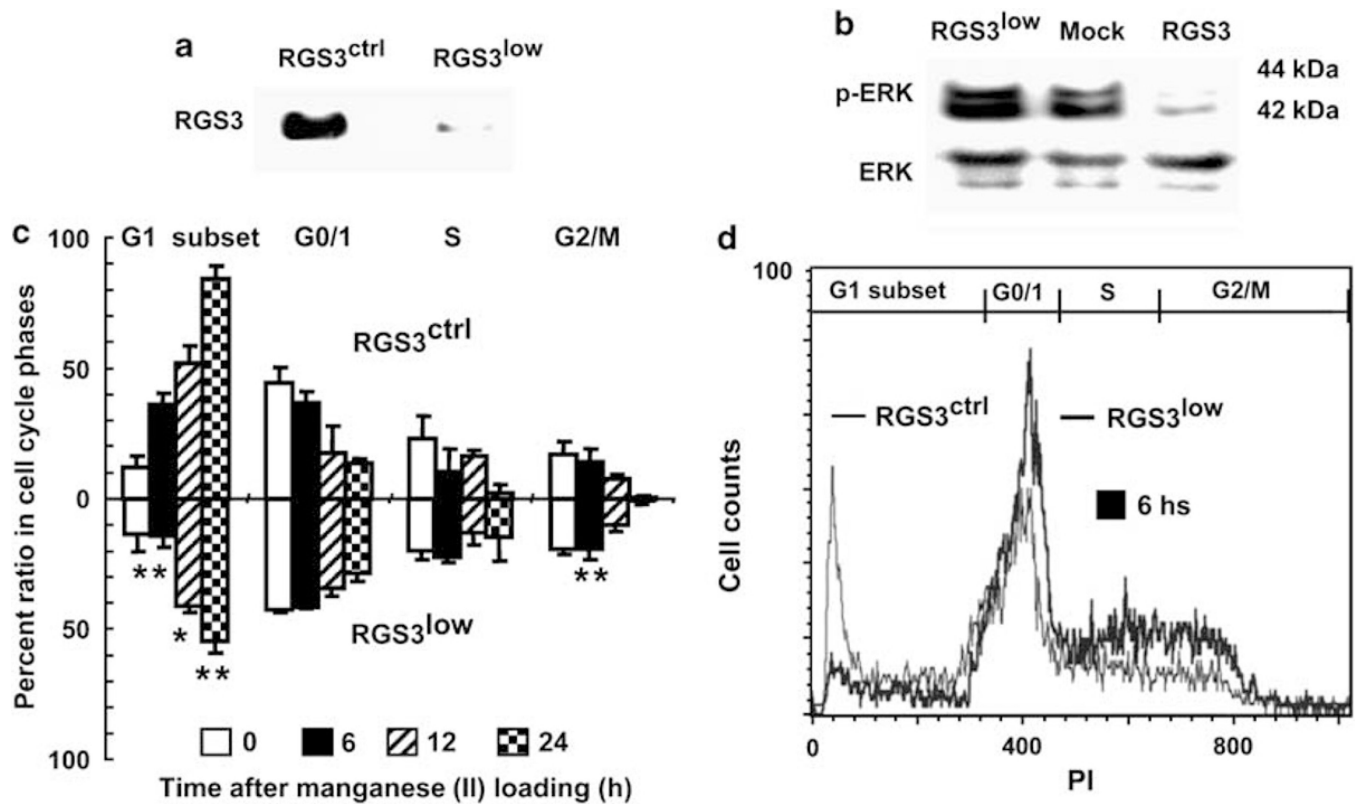 a
RGS3ctrl RGS3low
RGS3
b
RGS3low Mock RGS3
p-ERK
44 kDa
42 kDa
ERK
c
Percent ratio in cell cycle phases
100
50
0
50
100
G1 subset G0/1 S G2/M
RGS3ctrl
RGS3low
** * ** **
0 6 12 24
Time after manganese (II) loading (h)
d
Cell counts
100
G1 subset G0/1 S G2/M
RGS3ctrl RGS3low
6 hs
0 400 800
PI